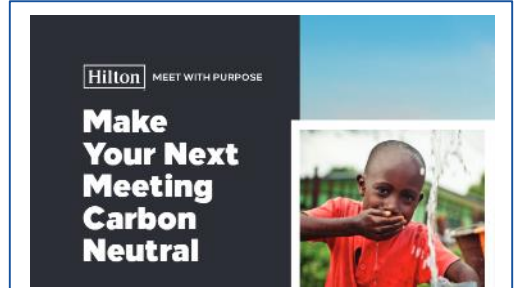 Hilton MEET WITH PURPOSE
Make
Your Next
Meeting
Carbon
Neutral